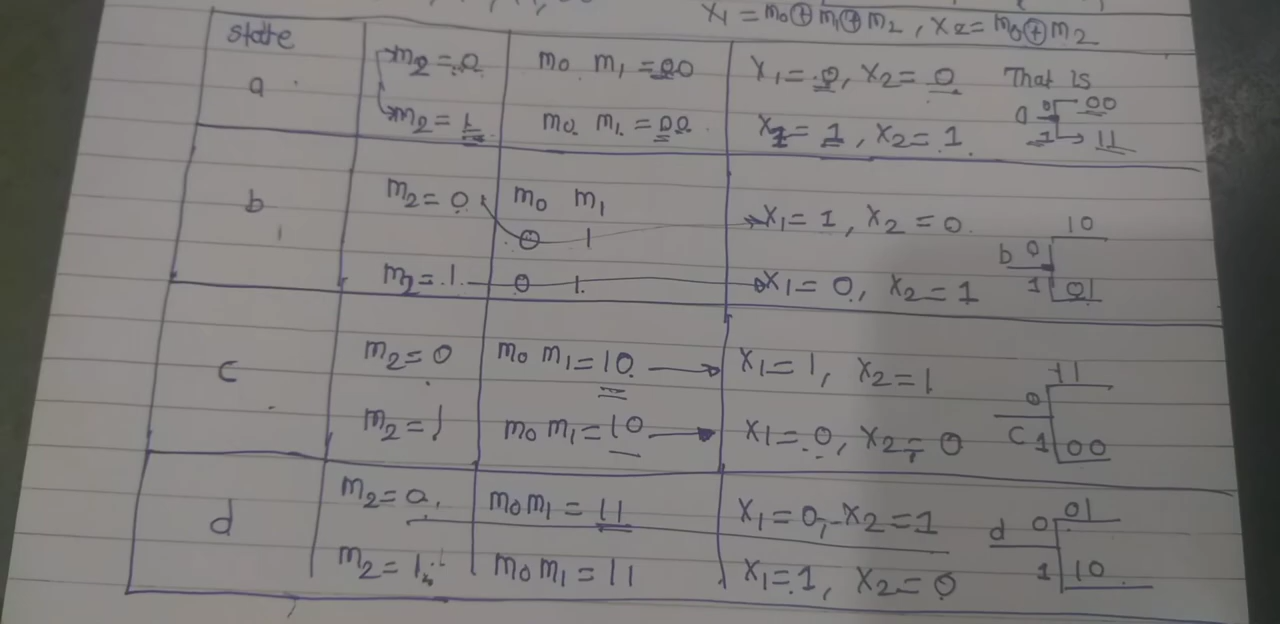 x1 = m0⊕m1⊕m2 , x2 = m0⊕m2
state
a
m2 = 0 m0 m1 = 00 x1 = 0, x2 = 0 That is
m2 = 1 m0 m1 = 00 x1 = 1, x2 = 1
a 0 00
1 11
b
m2 = 0 m0 m1 x1 = 1, x2 = 0
0 1
m2 = 1 0 1 x1 = 0, x2 = 1
10
b 0
1 01
c
m2 = 0 m0 m1 = 10 x1 = 1, x2 = 1
m2 = 1 m0 m1 = 10 x1 = 0, x2 = 0
11
0
c 1 00
d
m2 = 0 m0 m1 = 11 x1 = 0, x2 = 1
m2 = 1 m0 m1 = 11 x1 = 1, x2 = 0
d 0 01
1 10